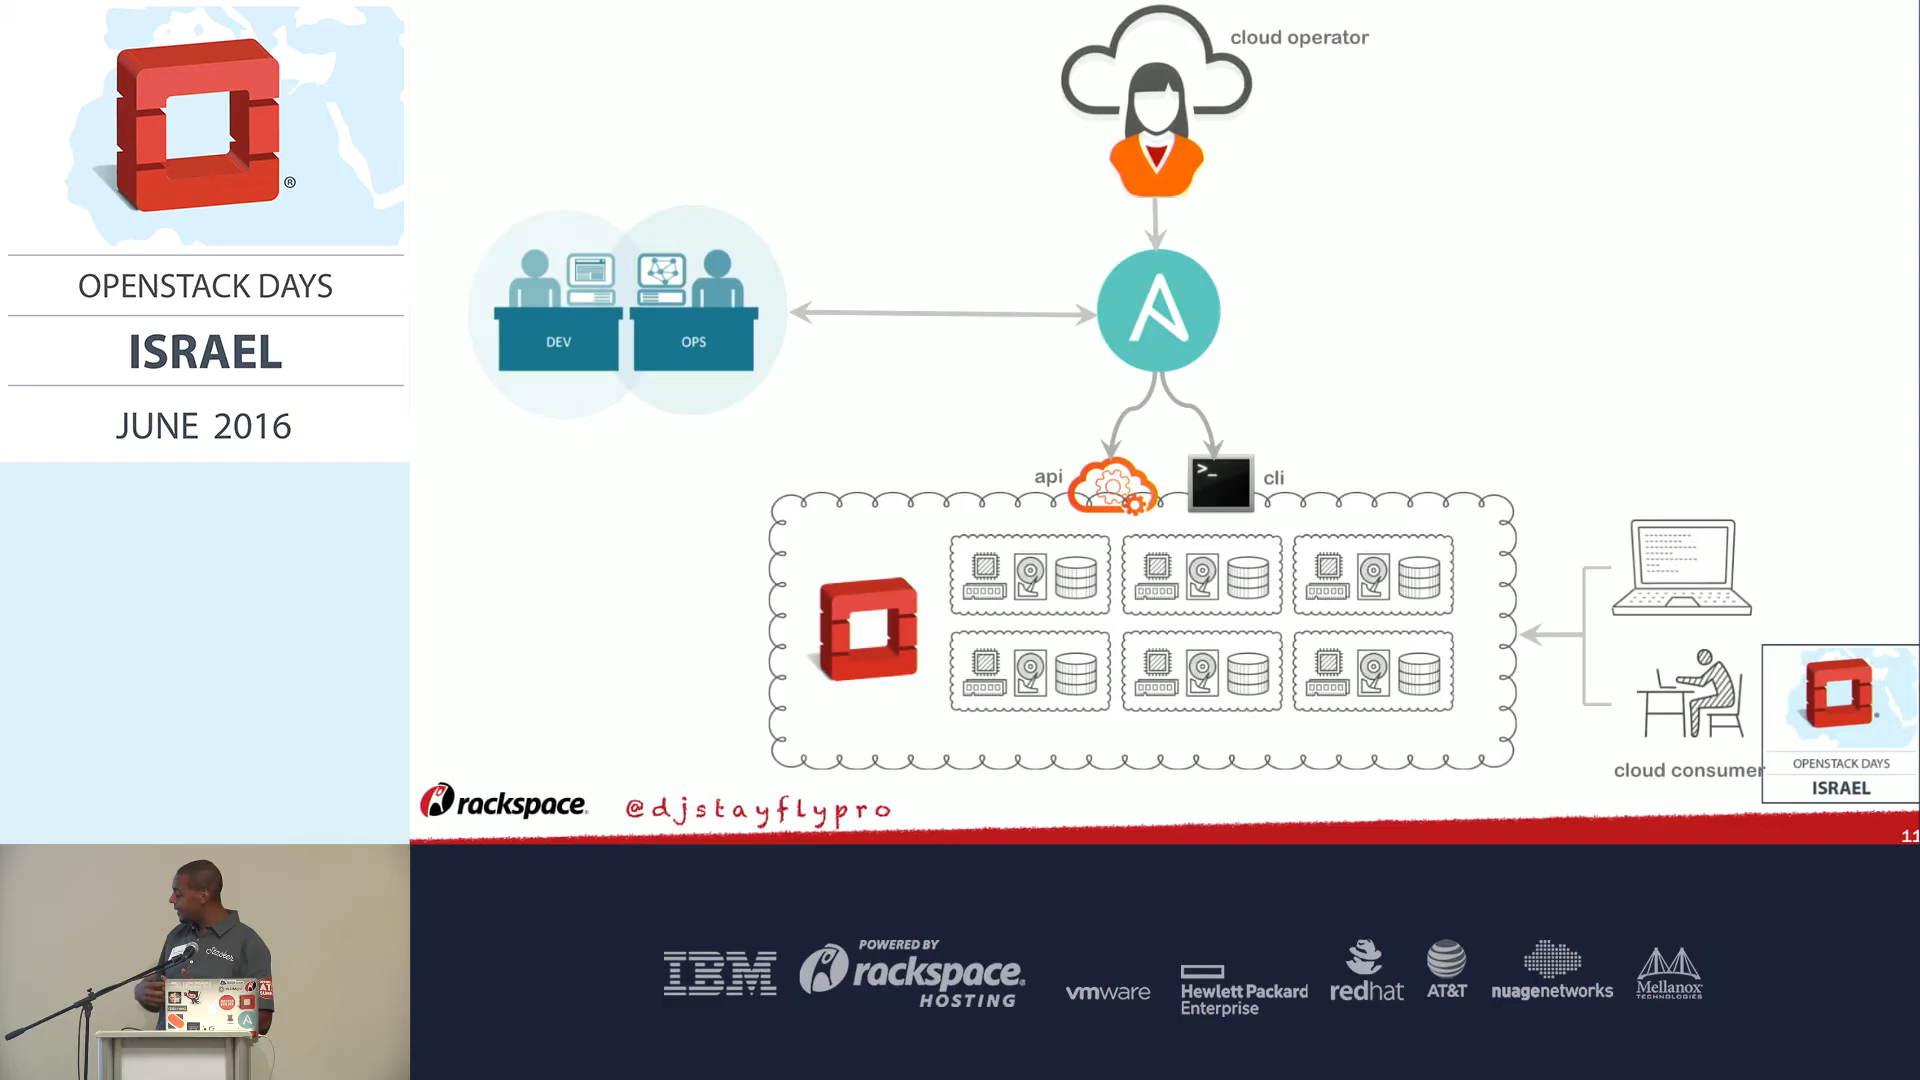 ®
OPENSTACK DAYS
ISRAEL
JUNE 2016
cloud operator
DEV
OPS
api
>_
cli
cloud consumer
OPENSTACK DAYS
ISRAEL
rackspace.
@djstayflypro
11
IBM
POWERED BY
rackspace.
HOSTING
vmware
Hewlett Packard
Enterprise
redhat
AT&T
nuagenetworks
Mellanox
TECHNOLOGIES